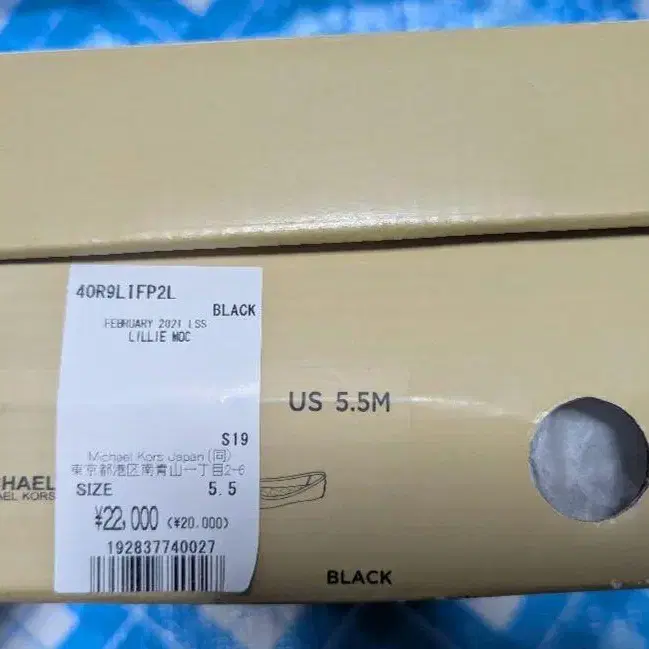 40R9LIFP2L
BLACK
FEBRUARY 2021 LSS
LILLIE MOC
US 5.5M
S19
Michael Kors Japan (同)
東京都港区南青山一丁目2-6
HAEL
AEL KORS
SIZE 5.5
¥22,000 (¥20,000)
192837740027
BLACK